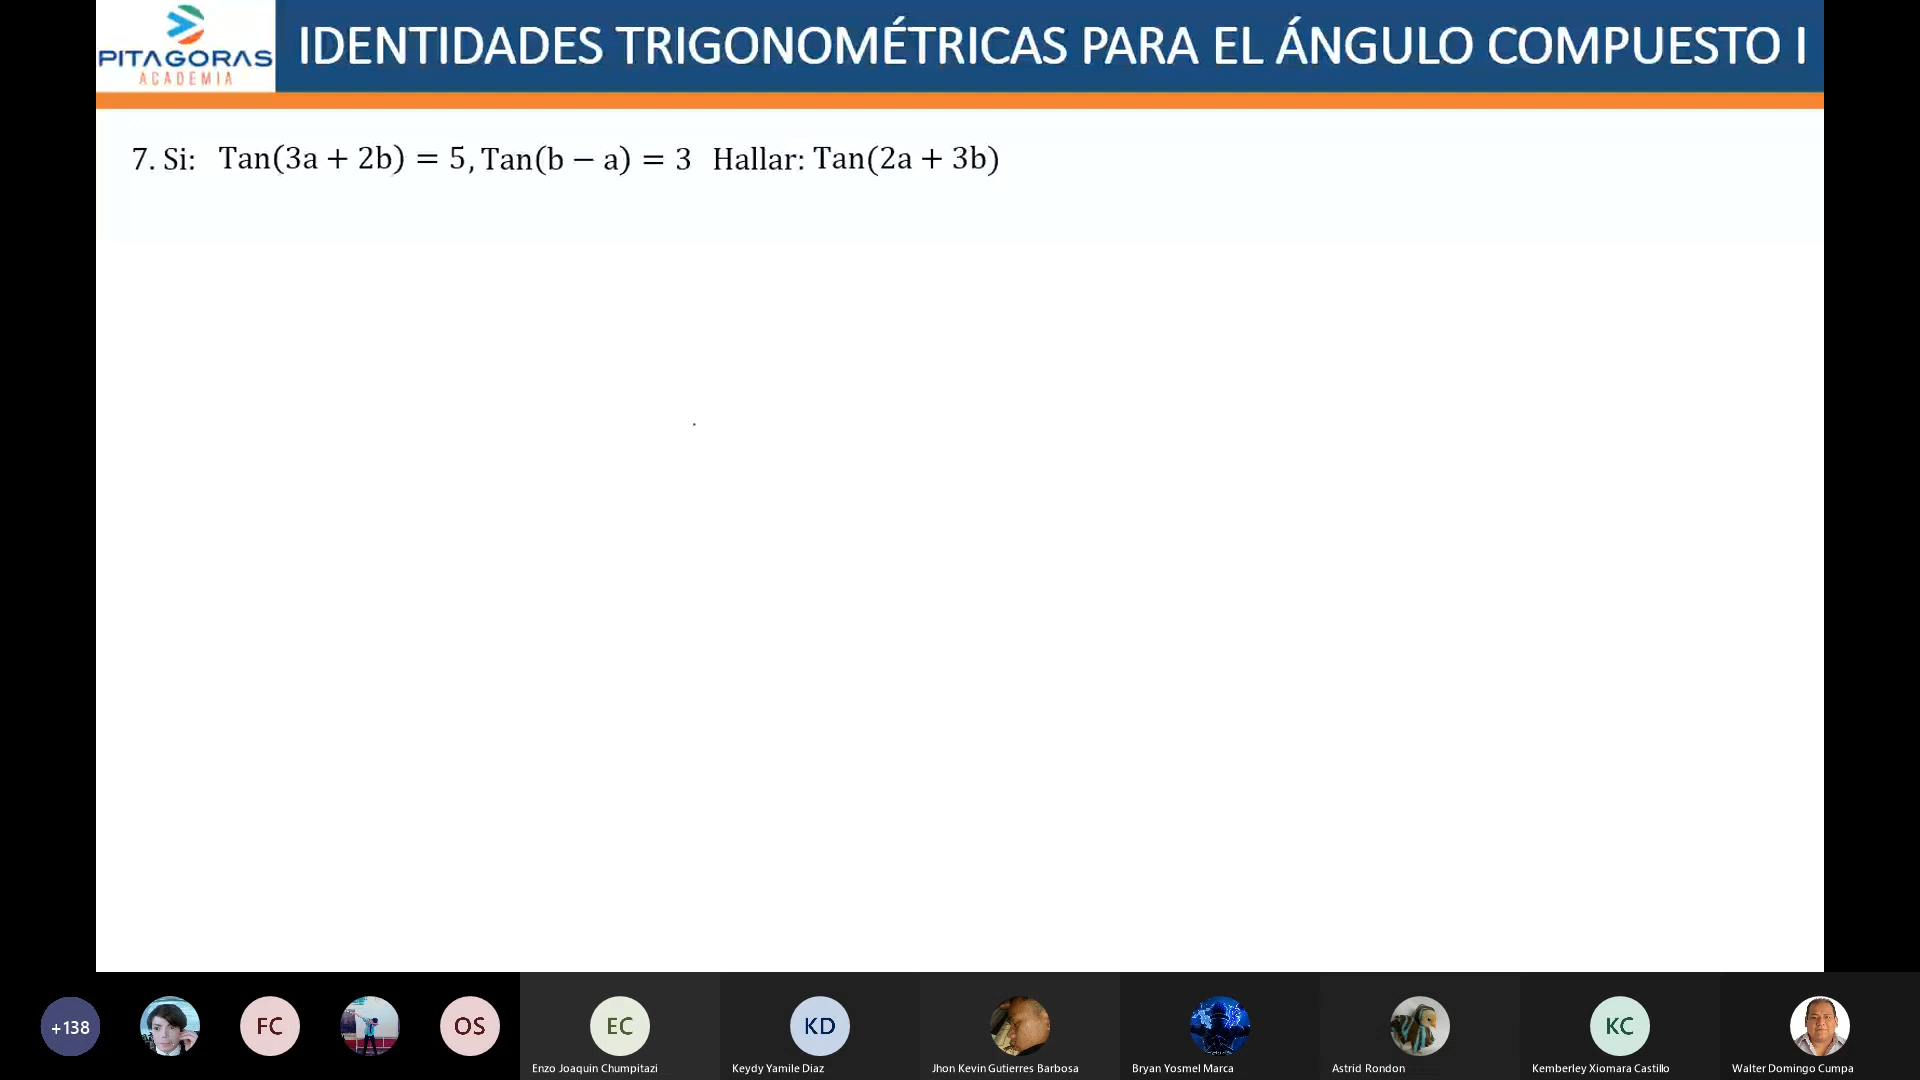 PITAGORAS
ACADEMIA
IDENTIDADES TRIGONOMÉTRICAS PARA EL ÁNGULO COMPUESTO I
7. Si: Tan(3a + 2b) = 5, Tan(b − a) = 3 Hallar: Tan(2a + 3b)
+138
FC
OS
EC
KD
KC
Enzo Joaquin Chumpitazi
Keydy Yamile Diaz
Jhon Kevin Gutierres Barbosa
Bryan Yosmel Marca
Astrid Rondon
Kemberley Xiomara Castillo
Walter Domingo Cumpa